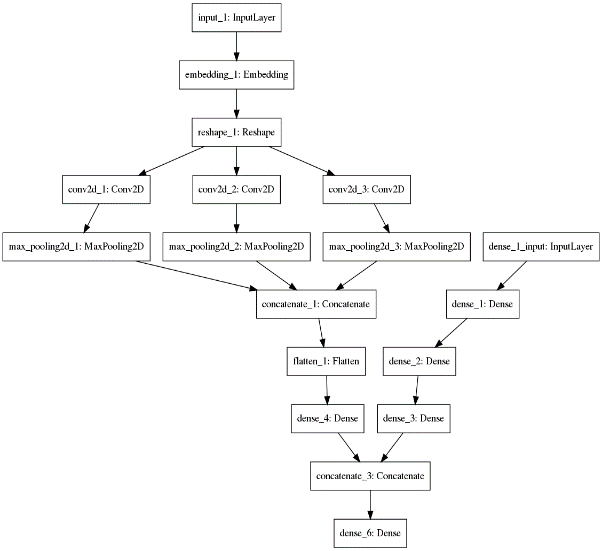 input_1: InputLayer
embedding_1: Embedding
reshape_1: Reshape
conv2d_1: Conv2D
conv2d_2: Conv2D
conv2d_3: Conv2D
max_pooling2d_1: MaxPooling2D
max_pooling2d_2: MaxPooling2D
max_pooling2d_3: MaxPooling2D
dense_1_input: InputLayer
concatenate_1: Concatenate
dense_1: Dense
flatten_1: Flatten
dense_2: Dense
dense_4: Dense
dense_3: Dense
concatenate_3: Concatenate
dense_6: Dense